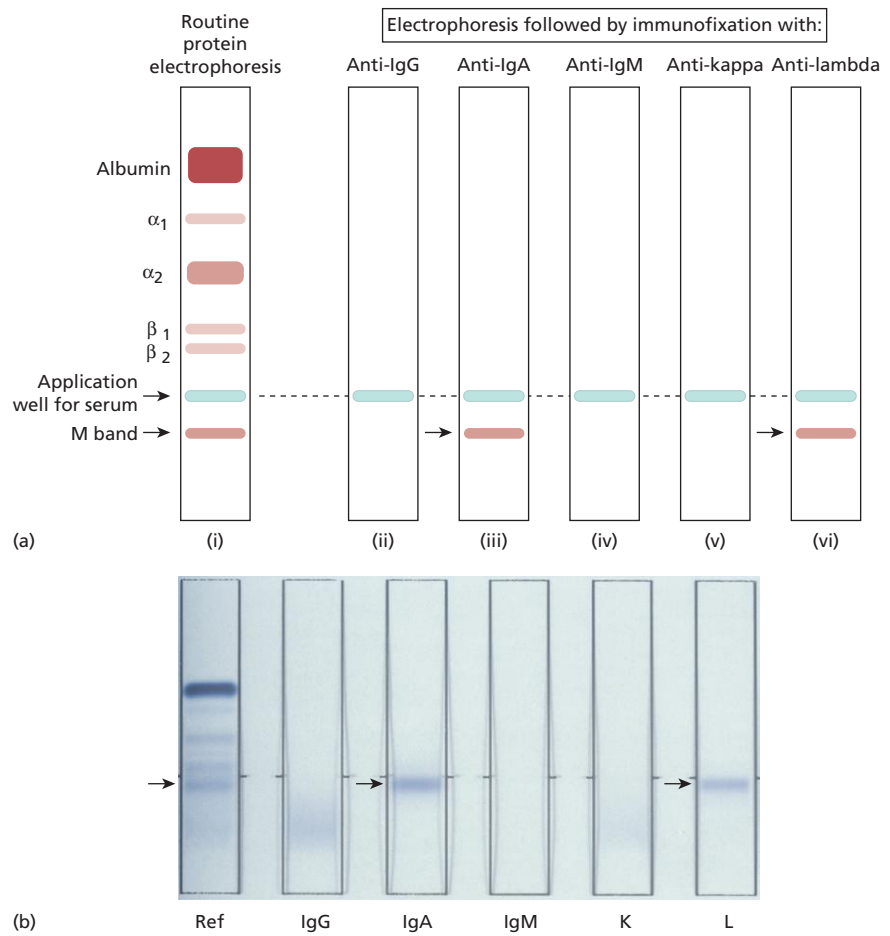 Routine
protein
electrophoresis
Electrophoresis followed by immunofixation with:
Anti-IgG
Anti-IgA
Anti-IgM
Anti-kappa
Anti-lambda
Albumin
α1
α2
β 1
β 2
Application
well for serum
M band
(a)
(i)
(ii)
(iii)
(iv)
(v)
(vi)
(b)
Ref
IgG
IgA
IgM
K
L